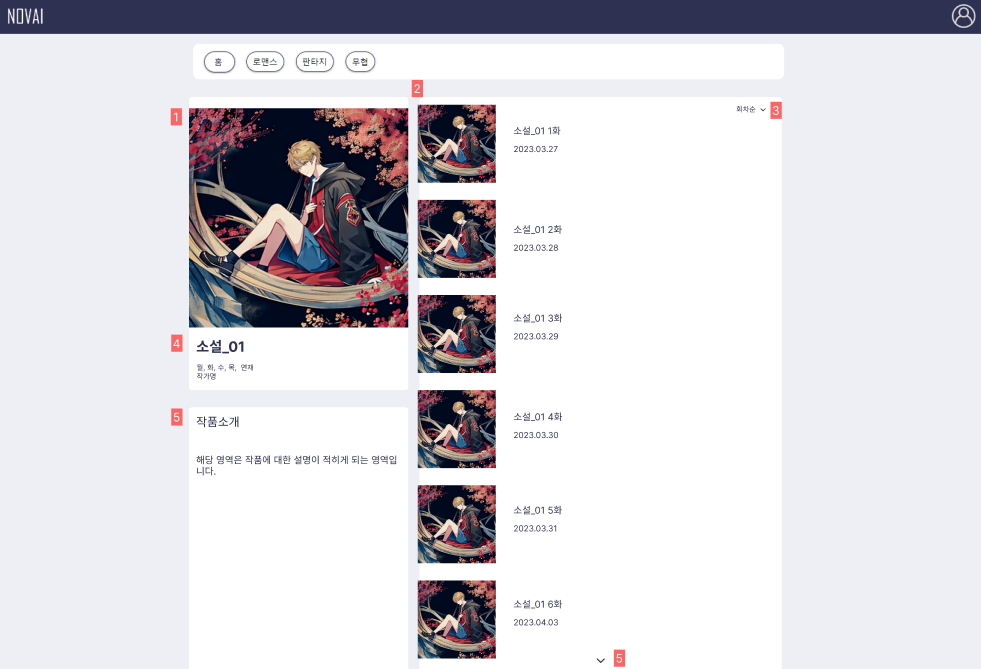 NOVAI
홈
로맨스
판타지
무협
1
2
3
회차순
소설_01 1화
2023.03.27
소설_01 2화
2023.03.28
소설_01 3화
2023.03.29
소설_01 4화
2023.03.30
소설_01 5화
2023.03.31
소설_01 6화
2023.04.03
5
4
소설_01
월, 화, 수, 목, 연재
작가명
5
작품소개
해당 영역은 작품에 대한 설명이 적히게 되는 영역입
니다.